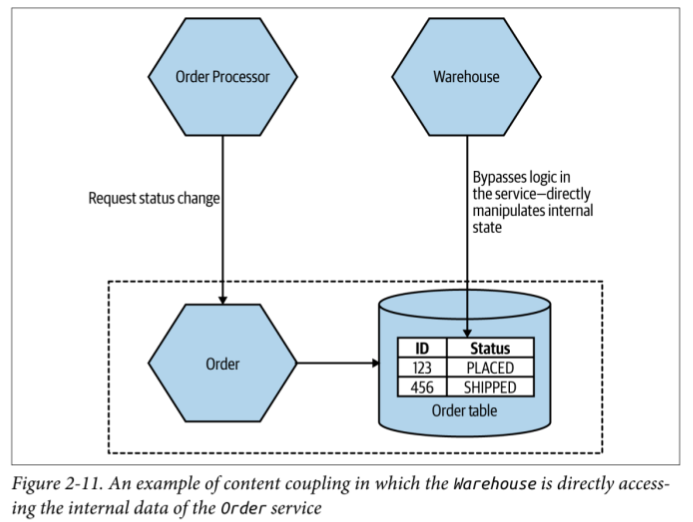 Order Processor
Warehouse
Request status change
Bypasses logic in
the service—directly
manipulates internal
state
Order
ID Status
123 PLACED
456 SHIPPED
Order table
Figure 2-11. An example of content coupling in which the Warehouse is directly access-
ing the internal data of the Order service